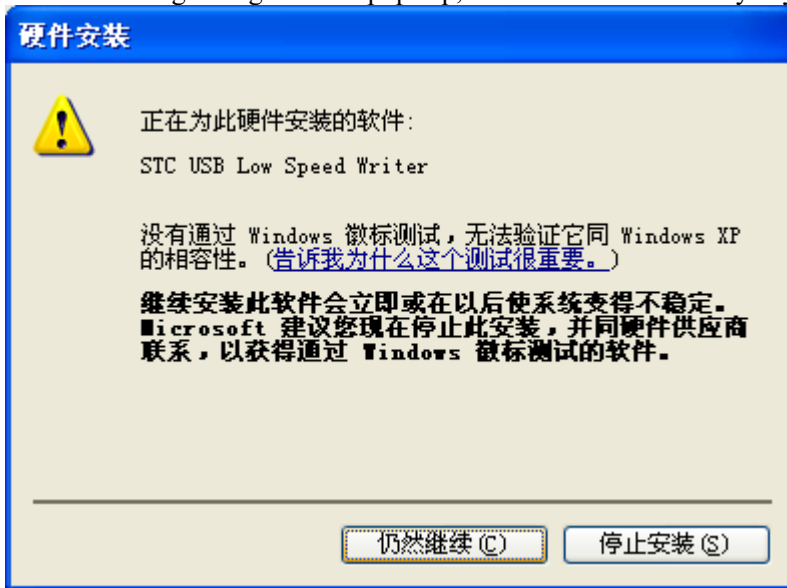 硬件安装
正在为此硬件安装的软件:
STC USB Low Speed Writer
没有通过 Windows 徽标测试，无法验证它同 Windows XP
的相容性。(告诉我为什么这个测试很重要。)
继续安装此软件会立即或在以后使系统变得不稳定。
Microsoft 建议您现在停止此安装，并同硬件供应商
联系，以获得通过 Windows 徽标测试的软件。
仍然继续(C)
停止安装(S)